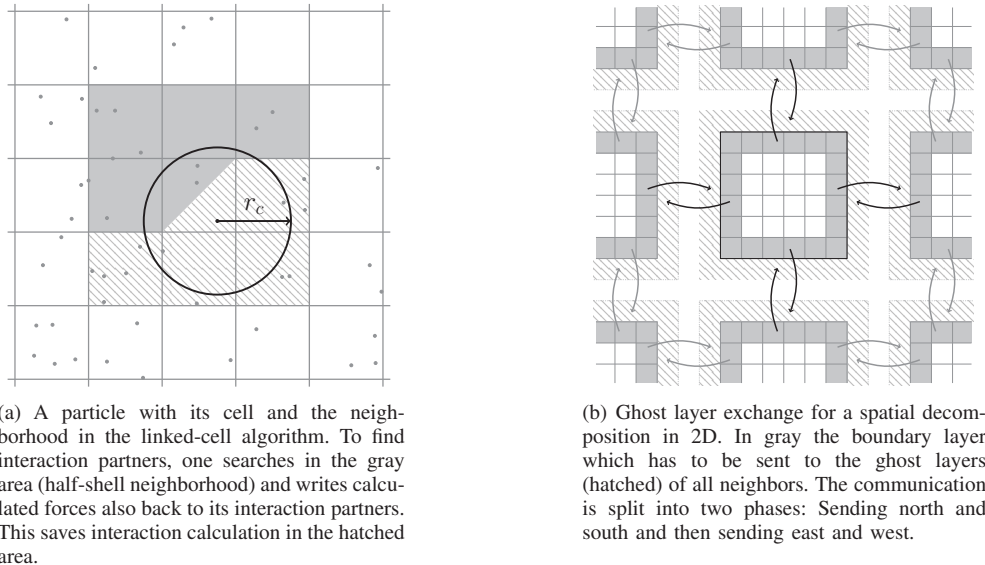 r_c
(a) A particle with its cell and the neigh-
borhood in the linked-cell algorithm. To find
interaction partners, one searches in the gray
area (half-shell neighborhood) and writes calcu-
lated forces also back to its interaction partners.
This saves interaction calculation in the hatched
area.
(b) Ghost layer exchange for a spatial decom-
position in 2D. In gray the boundary layer
which has to be sent to the ghost layers
(hatched) of all neighbors. The communication
is split into two phases: Sending north and
south and then sending east and west.